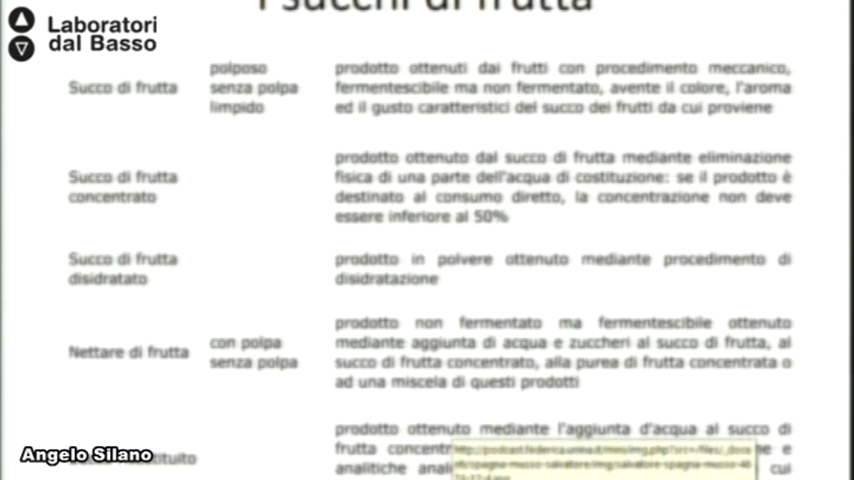 I succhi di frutta
Laboratori
dal Basso
Succo di frutta
polposo
senza polpa
limpido
prodotto ottenuti dai frutti con procedimento meccanico,
fermentescibile ma non fermentato, avente il colore, l'aroma
ed il gusto caratteristici del succo dei frutti da cui proviene
Succo di frutta
concentrato
prodotto ottenuto dal succo di frutta mediante eliminazione
fisica di una parte dell'acqua di costituzione: se il prodotto è
destinato al consumo diretto, la concentrazione non deve
essere inferiore al 50%
Succo di frutta
disidratato
prodotto in polvere ottenuto mediante procedimento di
disidratazione
Nettare di frutta
con polpa
senza polpa
prodotto non fermentato ma fermentescibile ottenuto
mediante aggiunta di acqua e zuccheri al succo di frutta, al
succo di frutta concentrato, alla purea di frutta concentrata o
ad una miscela di questi prodotti
prodotto ottenuto mediante l'aggiunta d'acqua al succo di
frutta e
analitiche cui
Angelo Silano